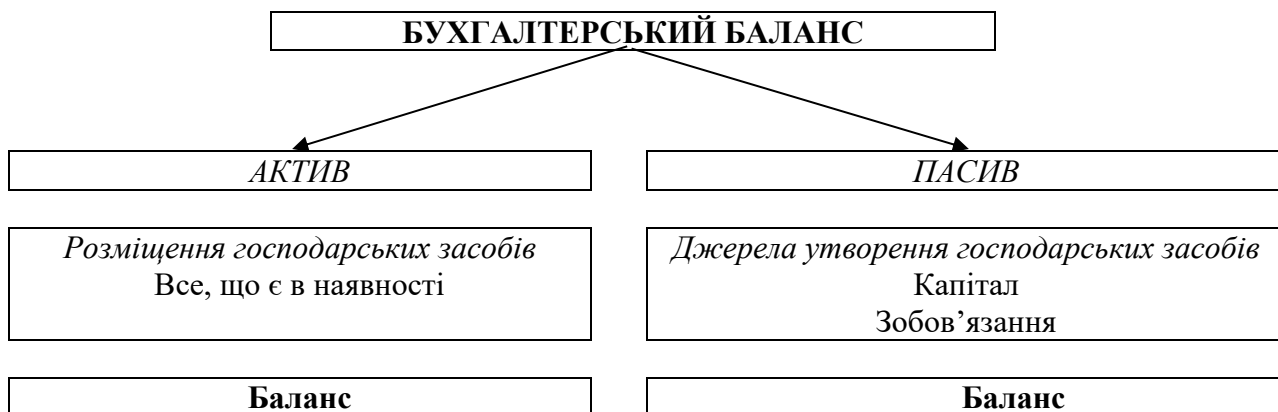 БУХГАЛТЕРСЬКИЙ БАЛАНС
АКТИВ
ПАСИВ
Розміщення господарських засобів
Все, що є в наявності
Джерела утворення господарських засобів
Капітал
Зобов’язання
Баланс
Баланс